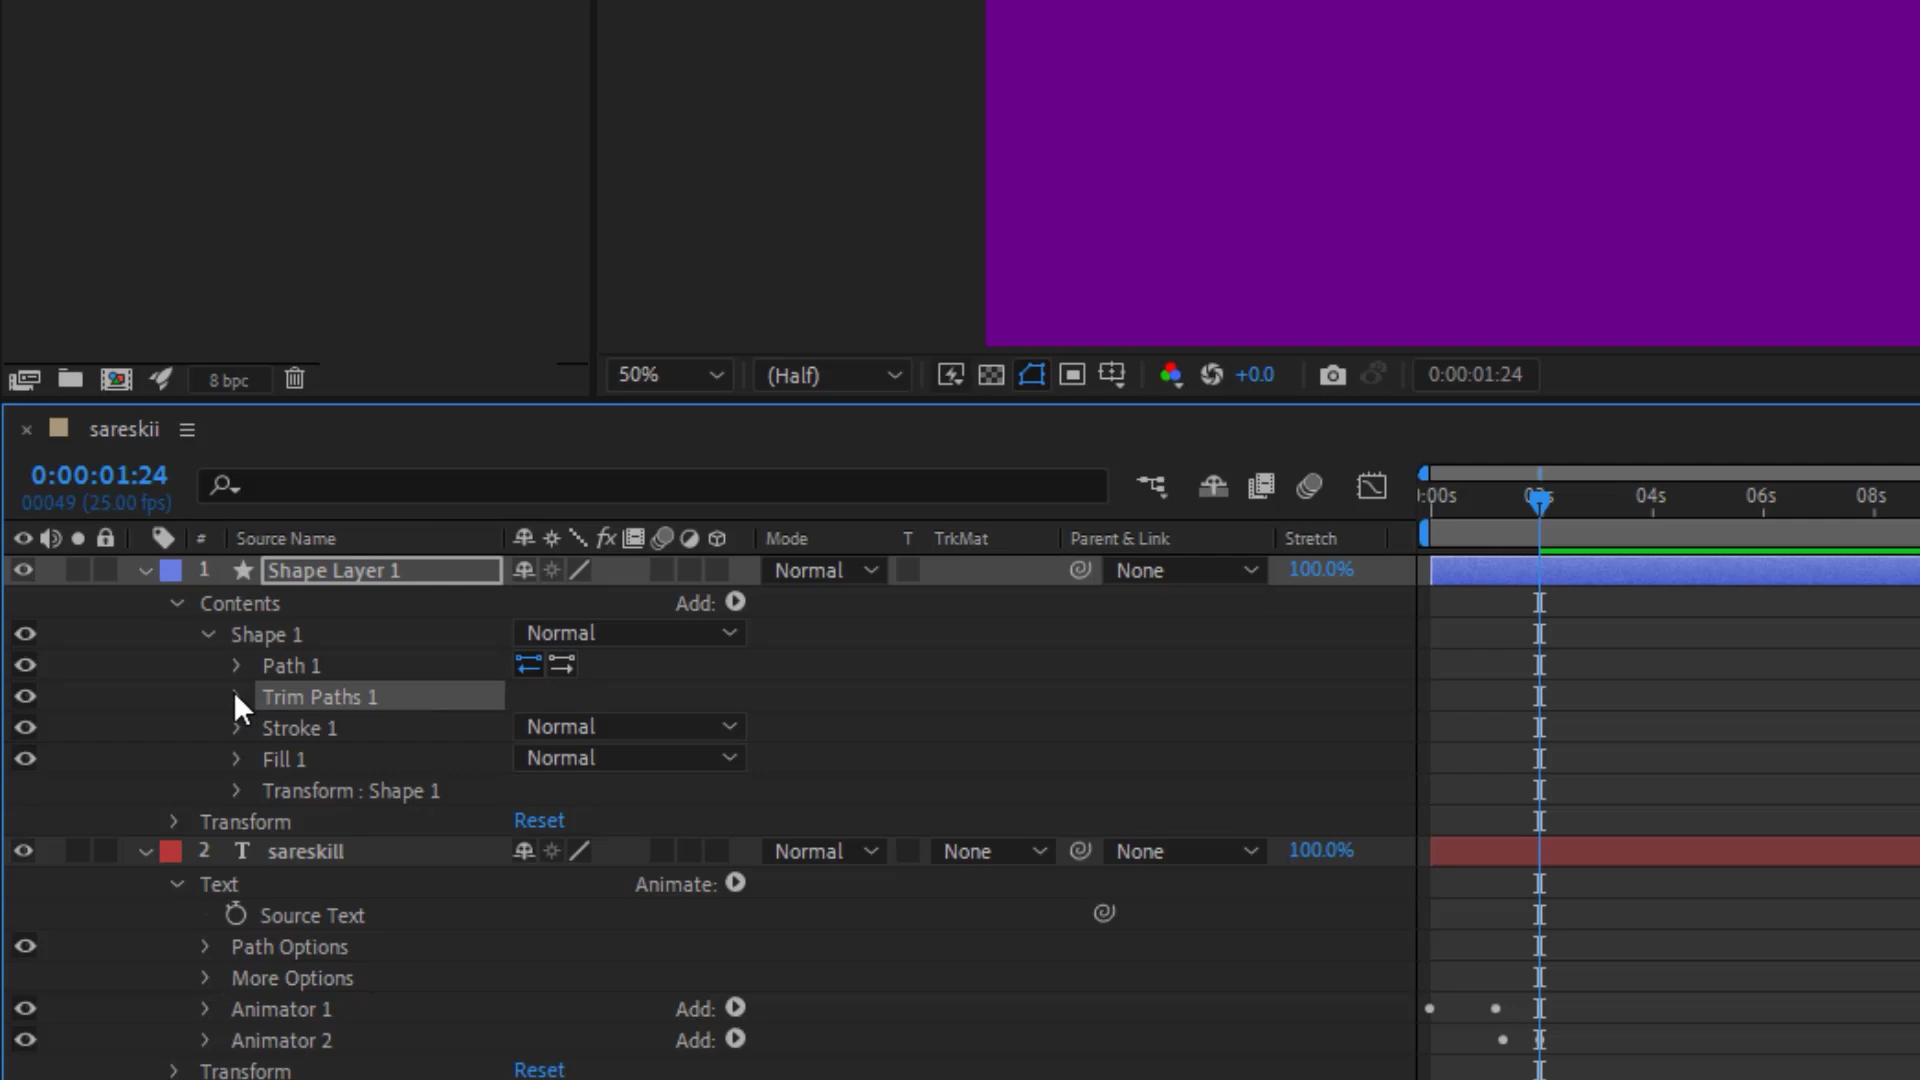 8 bpc
50%
(Half)
+0.0
0:00:01:24
sareskii
0:00:01:24
00049 (25.00 fps)
:00s 04s 06s 08s
# Source Name fx Mode T TrkMat Parent & Link Stretch
1 Shape Layer 1 Normal None 100.0%
Contents Add:
Shape 1 Normal
Path 1
Trim Paths 1
Stroke 1 Normal
Fill 1 Normal
Transform : Shape 1
Transform Reset
2 T sareskill Normal None None 100.0%
Text Animate:
Source Text
Path Options
More Options
Animator 1 Add:
Animator 2 Add:
Transform Reset